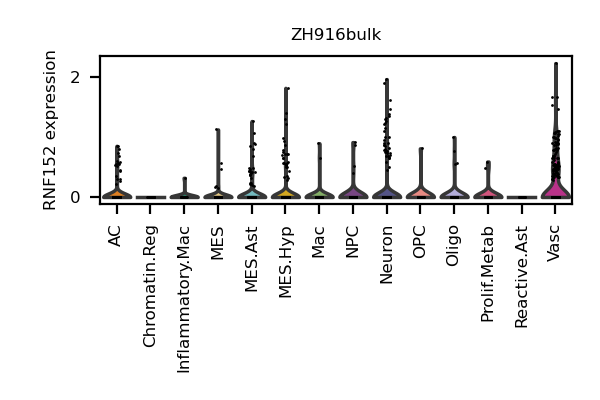 ZH916bulk
RNF152 expression
2
0
AC
Chromatin.Reg
Inflammatory.Mac
MES
MES.Ast
MES.Hyp
Mac
NPC
Neuron
OPC
Oligo
Prolif.Metab
Reactive.Ast
Vasc